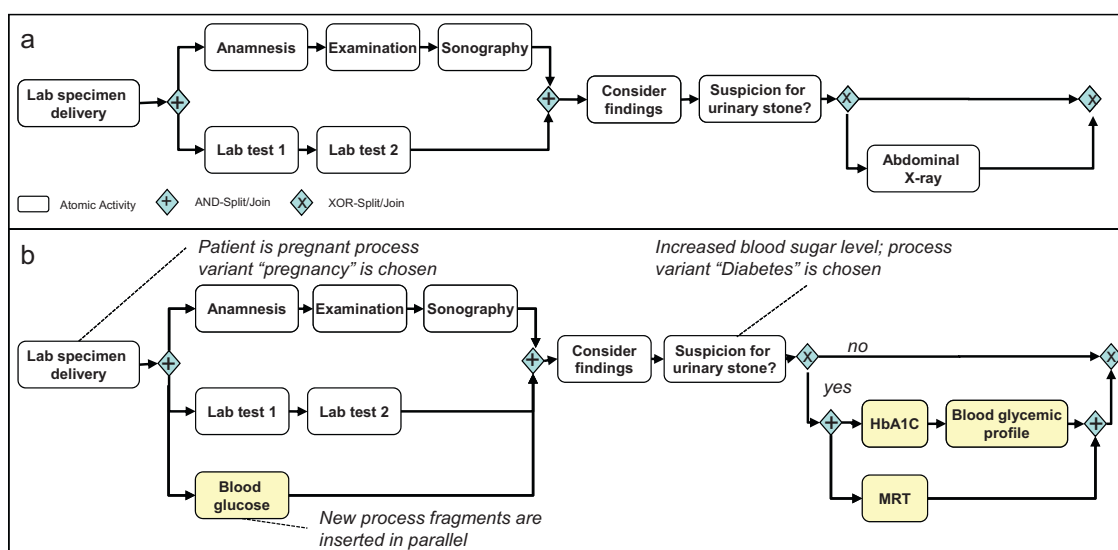 a
Anamnesis
Examination
Sonography
Lab specimen
delivery
+
+
Consider
findings
Suspicion for
urinary stone?
X
X
Lab test 1
Lab test 2
Abdominal
X-ray
Atomic Activity
+
AND-Split/Join
X
XOR-Split/Join
b
Patient is pregnant process
variant “pregnancy” is chosen
Increased blood sugar level; process
variant “Diabetes” is chosen
Anamnesis
Examination
Sonography
Lab specimen
delivery
+
+
Consider
findings
Suspicion for
urinary stone?
X
no
X
yes
Lab test 1
Lab test 2
+
HbA1C
Blood glycemic
profile
+
Blood
glucose
MRT
New process fragments are
inserted in parallel